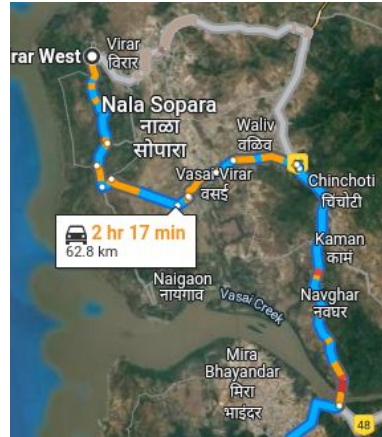 Virar
विरार
rar West
Nala Sopara
नाळा
सोपारा
Waliv
वळिव
Vasai-Virar
वसई
Chinchoti
चिंचोटी
2 hr 17 min
62.8 km
Kaman
कामं
Naigaon
नायगाव
Vasai Creek
Navghar
नवघर
Mira
Bhayandar
मिरा
भाइंदर
48